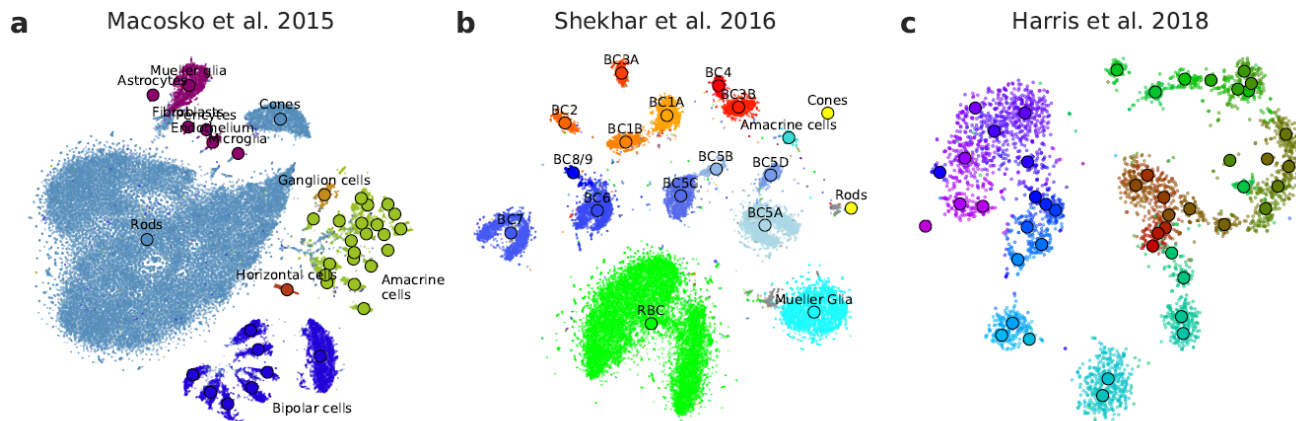 a Macosko et al. 2015
Mueller glia
Astrocytes
Cones
Fibroblasts
Pericytes
Endothelium
Microglia
Ganglion cells
Rods
Horizontal cells
Amacrine
cells
Bipolar cells
b Shekhar et al. 2016
BC3A
BC4
BC1A
BC3B
Cones
BC2
BC1B
Amacrine cells
BC8/9
BC5B
BC5D
BC5C
BC6
Rods
BC7
BC5A
Mueller Glia
RBC
c Harris et al. 2018